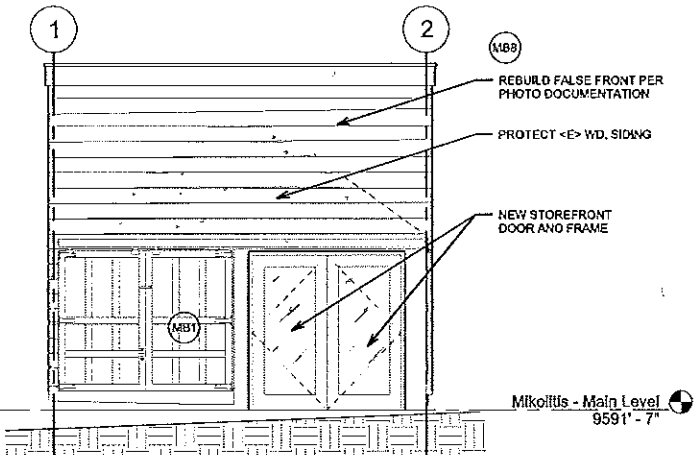 1
2
MB8
REBUILD FALSE FRONT PER
PHOTO DOCUMENTATION
PROTECT <E> WD. SIDING
NEW STOREFRONT
DOOR AND FRAME
MB1
Mikolitis - Main Level
9591' - 7"